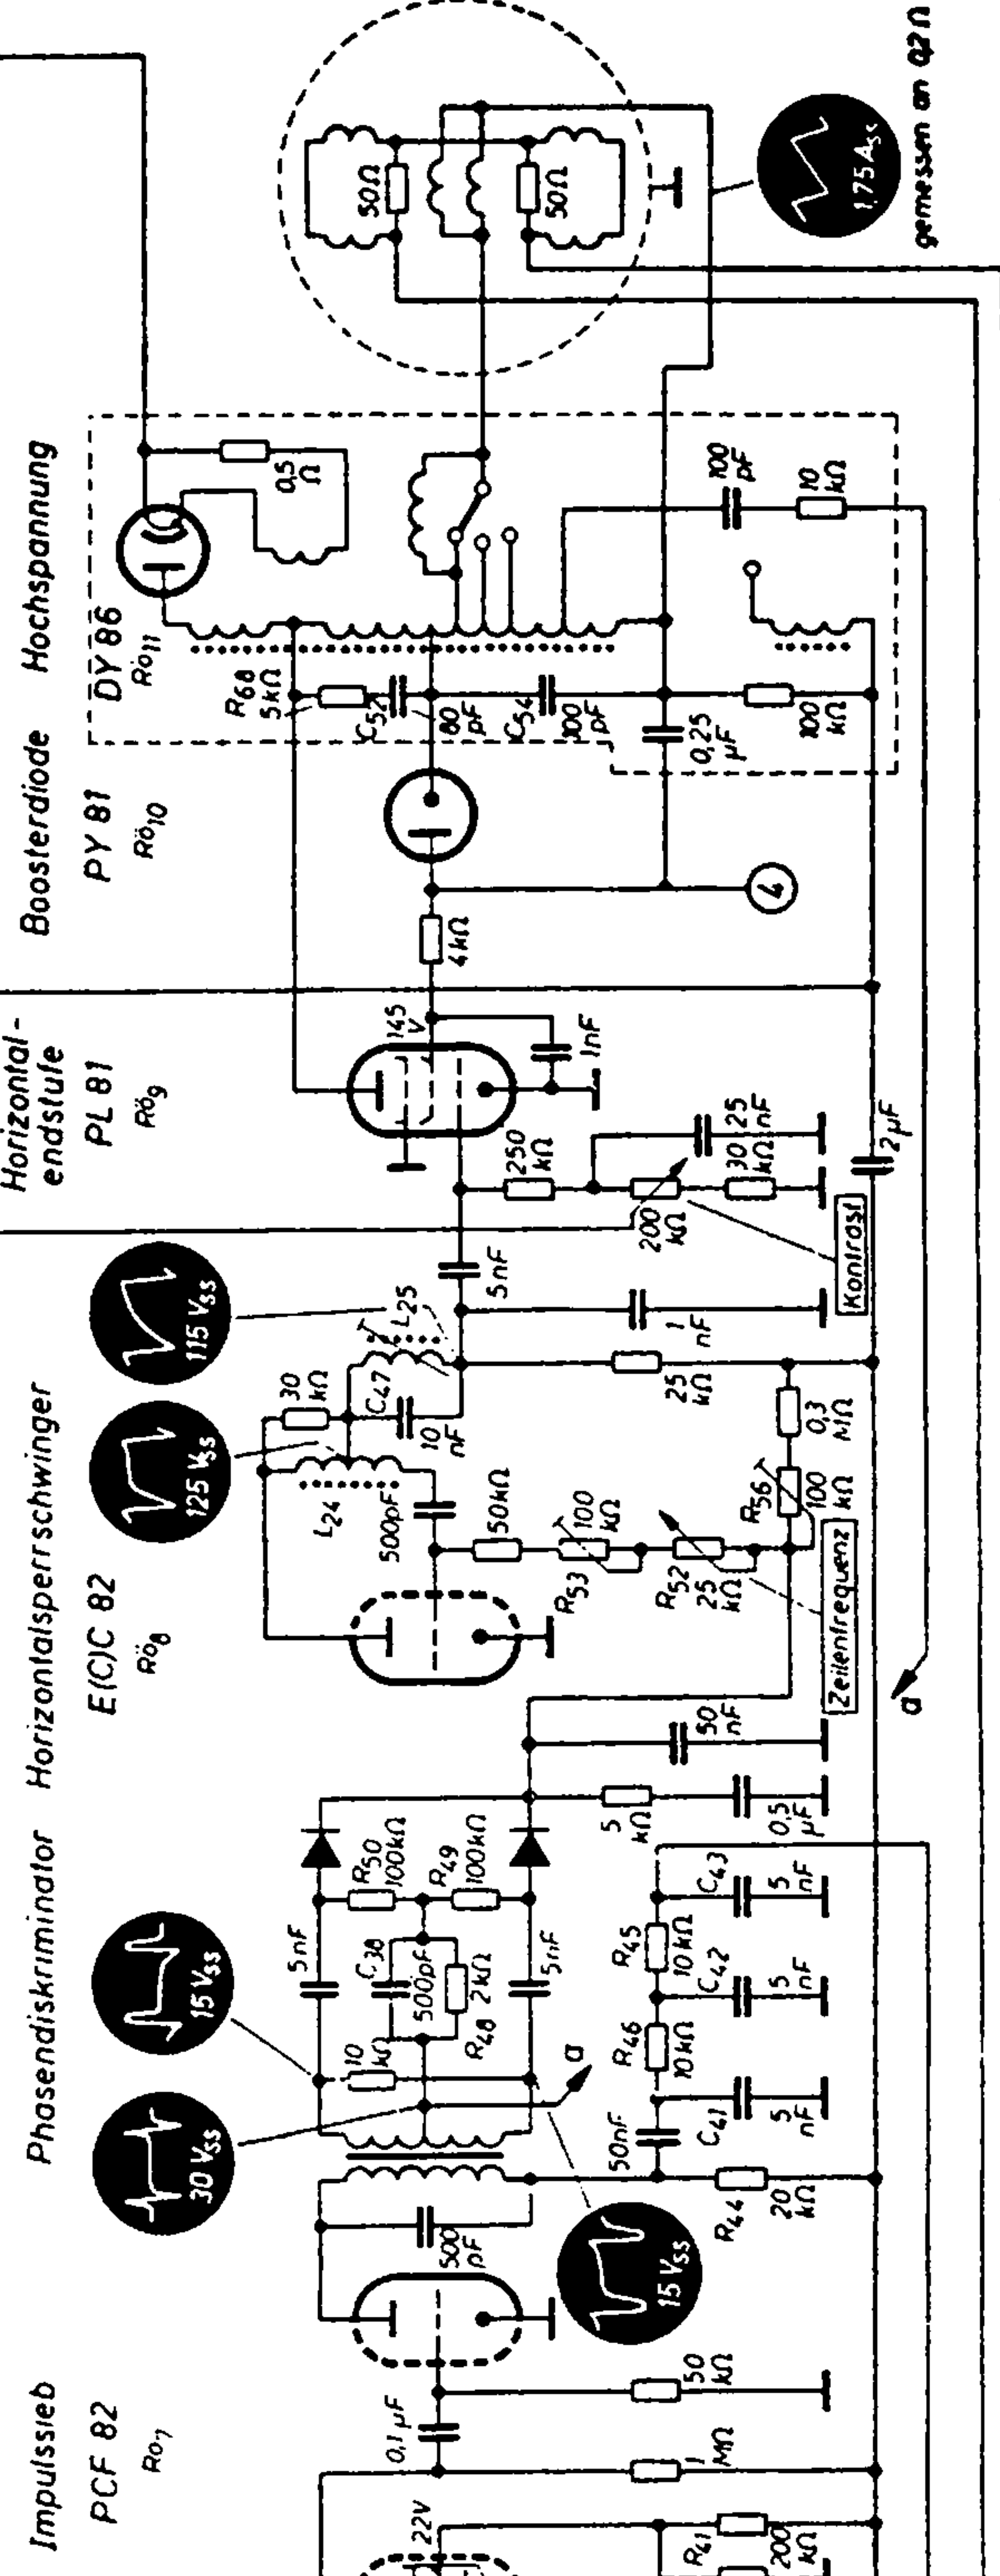 Impulssieb
PCF 82
Rö7
Phasendiskriminator
Horizontalsperrschwinger
E(C)C 82
Rö8
Horizontal-
endstufe
PL 81
Rö9
Boosterdiode
PY 81
Rö10
Hochspannung
DY 86
Rö11
22V
R41
200
kΩ
0,1 µF
1
MΩ
50
kΩ
500
pF
15 Vss
30 Vss
15 Vss
R44
20
kΩ
50nF
C41
5
nF
R46
10kΩ
C42
5
nF
R45
10kΩ
C43
5
nF
a
10
kΩ
5nF
C38
500pF
R48
2kΩ
5nF
R50
100kΩ
R49
100kΩ
5
kΩ
0,5
µF
50
nF
a
Zeilenfrequenz
R52
25
kΩ
R53
100
kΩ
50kΩ
500pF
L24
R56
100
kΩ
0,3
MΩ
125 Vss
115 Vss
30
kΩ
C47
10
nF
L25
25
kΩ
1
nF
5nF
Kontrast
200
kΩ
250
kΩ
30
kΩ
25
nF
2µF
145
V
1nF
4kΩ
4
R68
5kΩ
C52
80
pF
C54
100
pF
0,25
µF
100
kΩ
0,5
Ω
100
pF
10
kΩ
50Ω
50Ω
1,75 Ass
gemessen an 0,2 Ω